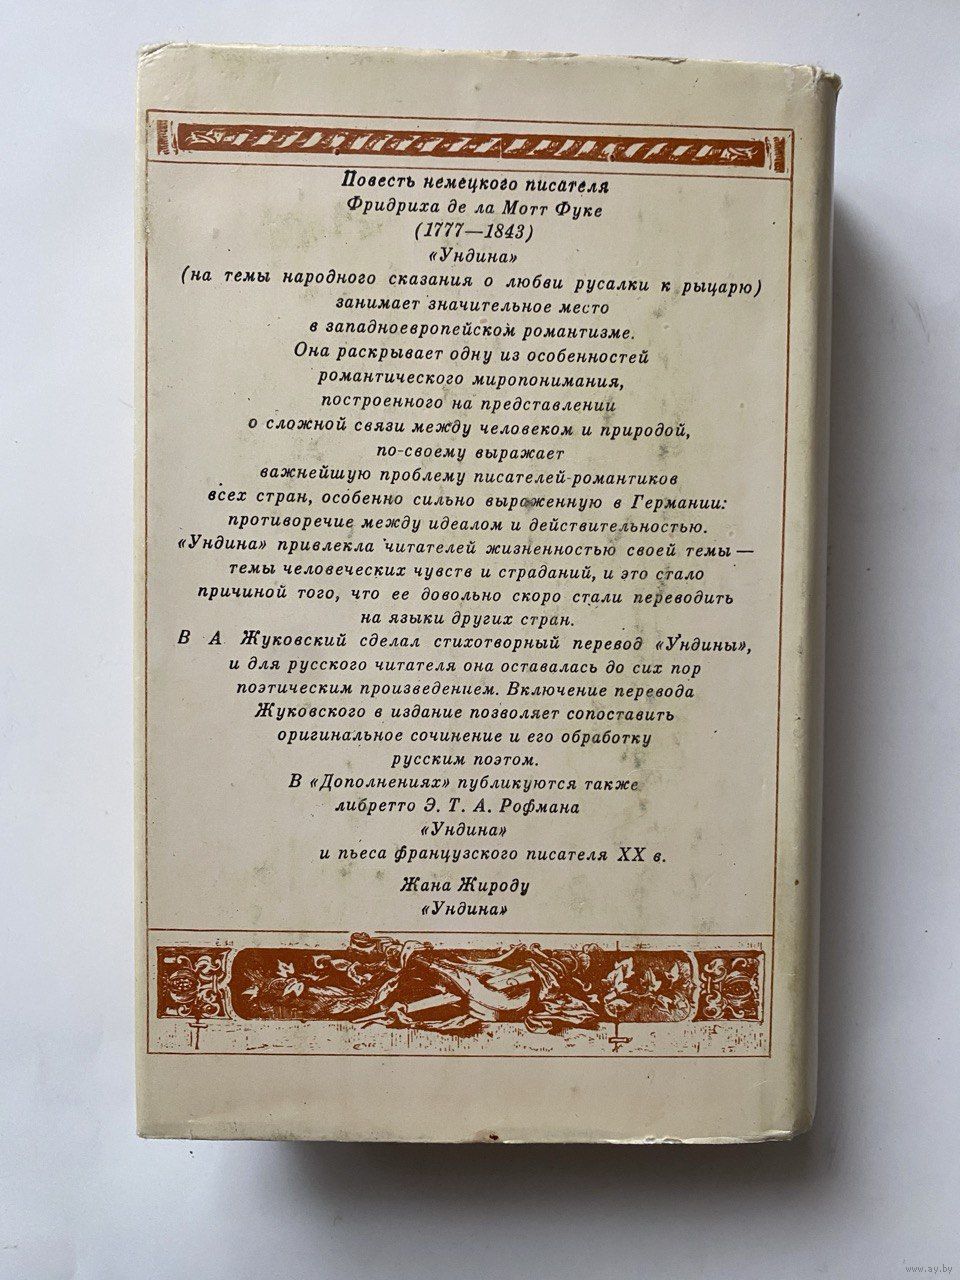 Повесть немецкого писателя
Фридриха де ла Мотт Фуке
(1777—1843)
«Ундина»
(на темы народного сказания о любви русалки к рыцарю)
занимает значительное место
в западноевропейском романтизме.
Она раскрывает одну из особенностей
романтического миропонимания,
построенного на представлении
о сложной связи между человеком и природой,
по-своему выражает
важнейшую проблему писателей-романтиков
всех стран, особенно сильно выраженную в Германии:
противоречие между идеалом и действительностью.
«Ундина» привлекла читателей жизненностью своей темы —
темы человеческих чувств и страданий, и это стало
причиной того, что ее довольно скоро стали переводить
на языки других стран.
В А Жуковский сделал стихотворный перевод «Ундины»,
и для русского читателя она оставалась до сих пор
поэтическим произведением. Включение перевода
Жуковского в издание позволяет сопоставить
оригинальное сочинение и его обработку
русским поэтом.
В «Дополнениях» публикуются также
либретто Э. Т. А. Рофмана
«Ундина»
и пьеса французского писателя XX в.
Жана Жироду
«Ундина»
www.ay.by